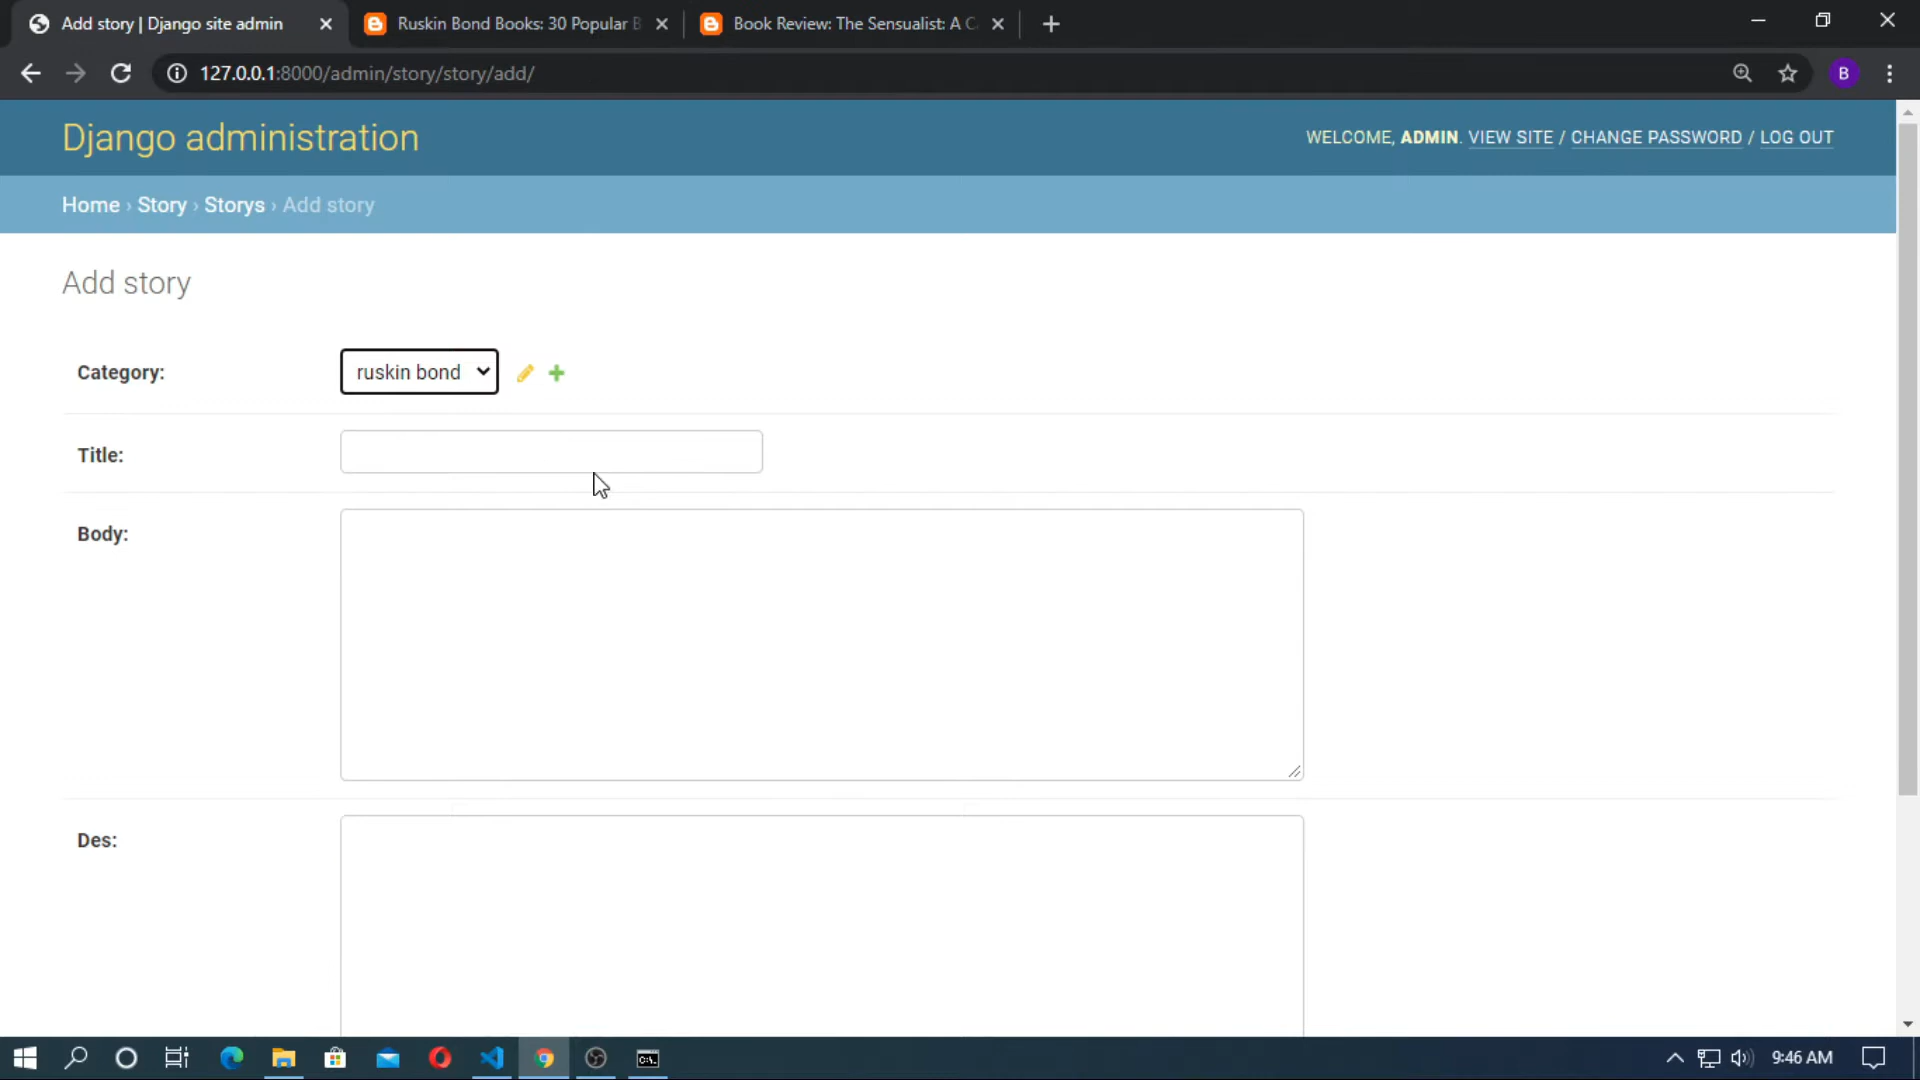 Add story | Django site admin
Ruskin Bond Books: 30 Popular B
Book Review: The Sensualist: A C
127.0.0.1:8000/admin/story/story/add/
B
Django administration
WELCOME, ADMIN. VIEW SITE / CHANGE PASSWORD / LOG OUT
Home › Story › Storys › Add story
Add story
Category:
ruskin bond
Title:
Body:
Des:
9:46 AM